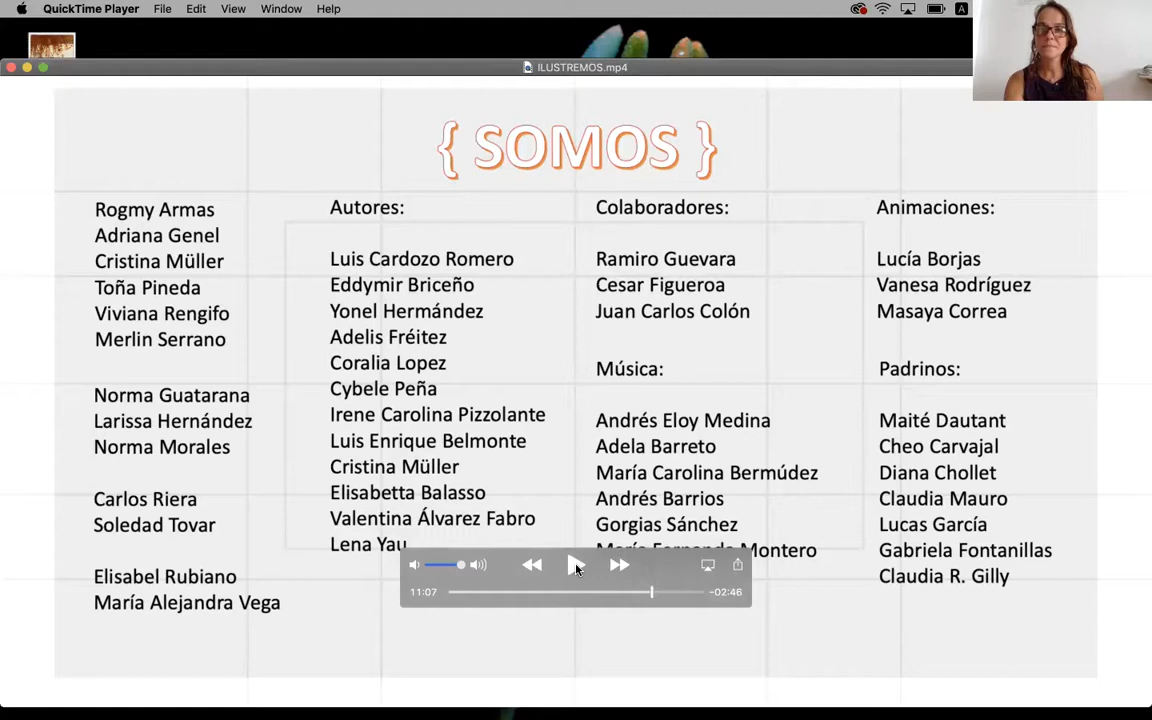 QuickTime Player File Edit View Window Help
A
ILUSTREMOS.mp4
{ SOMOS }
Rogmy Armas
Adriana Genel
Cristina Müller
Toña Pineda
Viviana Rengifo
Merlin Serrano
Norma Guatarana
Larissa Hernández
Norma Morales
Carlos Riera
Soledad Tovar
Elisabel Rubiano
María Alejandra Vega
Autores:
Luis Cardozo Romero
Eddymir Briceño
Yonel Hernández
Adelis Fréitez
Coralia Lopez
Cybele Peña
Irene Carolina Pizzolante
Luis Enrique Belmonte
Cristina Müller
Elisabetta Balasso
Valentina Álvarez Fabro
Lena Yau
Colaboradores:
Ramiro Guevara
Cesar Figueroa
Juan Carlos Colón
Música:
Andrés Eloy Medina
Adela Barreto
María Carolina Bermúdez
Andrés Barrios
Gorgias Sánchez
María Fernanda Montero
Animaciones:
Lucía Borjas
Vanesa Rodríguez
Masaya Correa
Padrinos:
Maité Dautant
Cheo Carvajal
Diana Chollet
Claudia Mauro
Lucas García
Gabriela Fontanillas
Claudia R. Gilly
11:07
-02:46